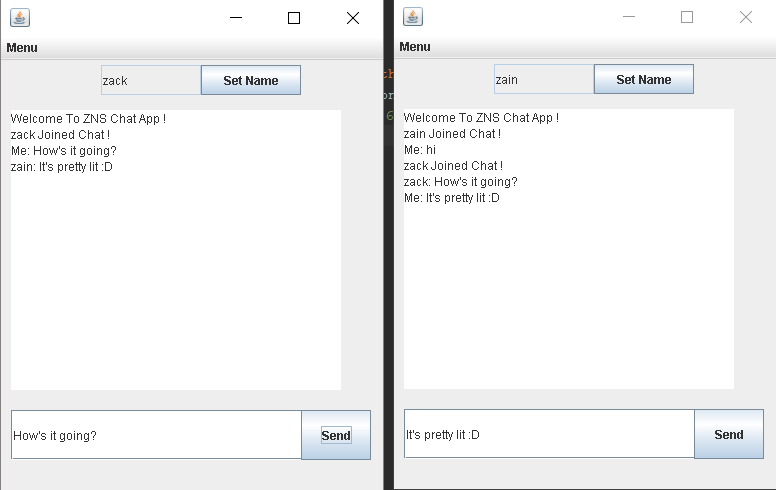 Menu
zack
Set Name
Welcome To ZNS Chat App !
zack Joined Chat !
Me: How's it going?
zain: It's pretty lit :D
How's it going?
Send
Menu
zain
Set Name
Welcome To ZNS Chat App !
zain Joined Chat !
Me: hi
zack Joined Chat !
zack: How's it going?
Me: It's pretty lit :D
It's pretty lit :D
Send